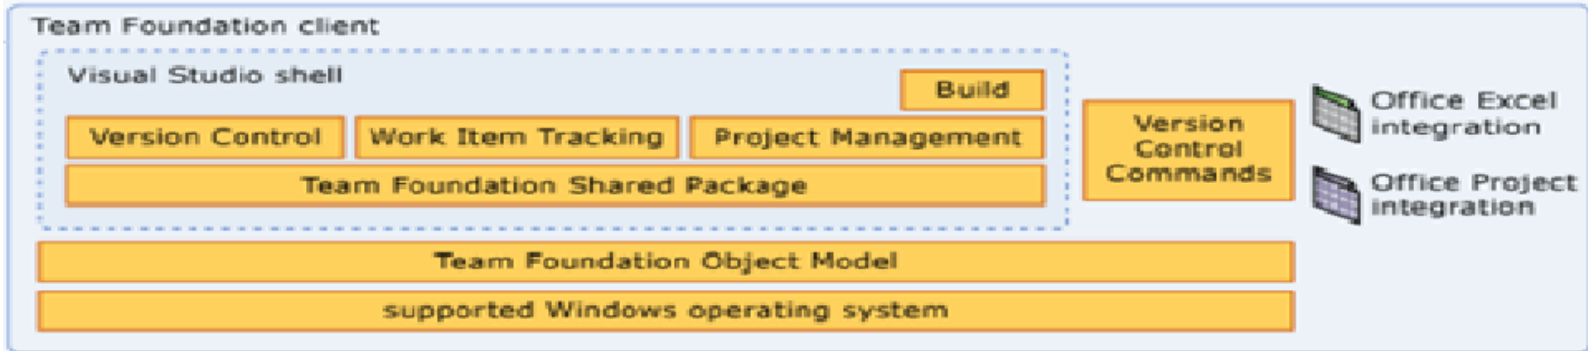 Team Foundation client
Visual Studio shell
Build
Version Control
Work Item Tracking
Project Management
Team Foundation Shared Package
Version
Control
Commands
Office Excel
integration
Office Project
integration
Team Foundation Object Model
supported Windows operating system